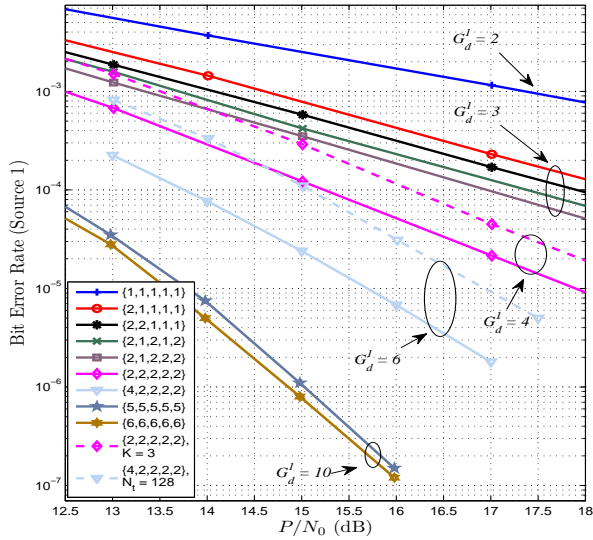 10^-3
10^-4
10^-5
10^-6
10^-7
Bit Error Rate (Source 1)
G_d^I = 2
G_d^I = 3
G_d^I = 4
G_d^I = 6
G_d^I = 10
{1,1,1,1,1}
{2,1,1,1,1}
{2,2,1,1,1}
{2,1,2,1,2}
{2,1,2,2,2}
{2,2,2,2,2}
{4,2,2,2,2}
{5,5,5,5,5}
{6,6,6,6,6}
{2,2,2,2,2},
K = 3
{4,2,2,2,2},
N_t = 128
12.5 13 13.5 14 14.5 15 15.5 16 16.5 17 17.5 18
P/N_0 (dB)